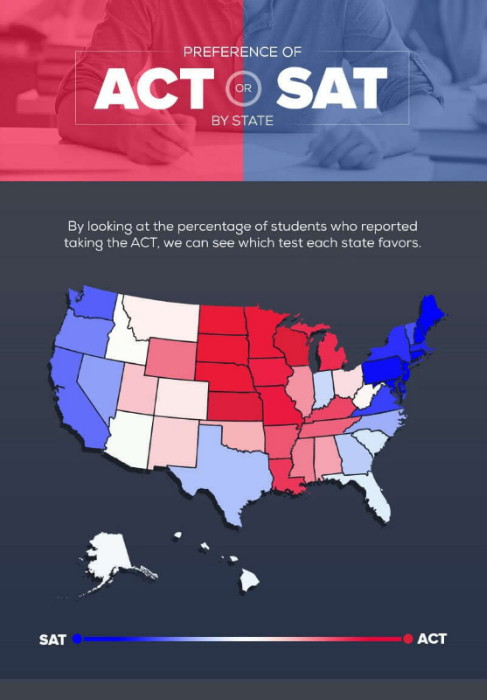 PREFERENCE OF
ACT OR SAT
BY STATE
By looking at the percentage of students who reported
taking the ACT, we can see which test each state favors.
SAT ACT